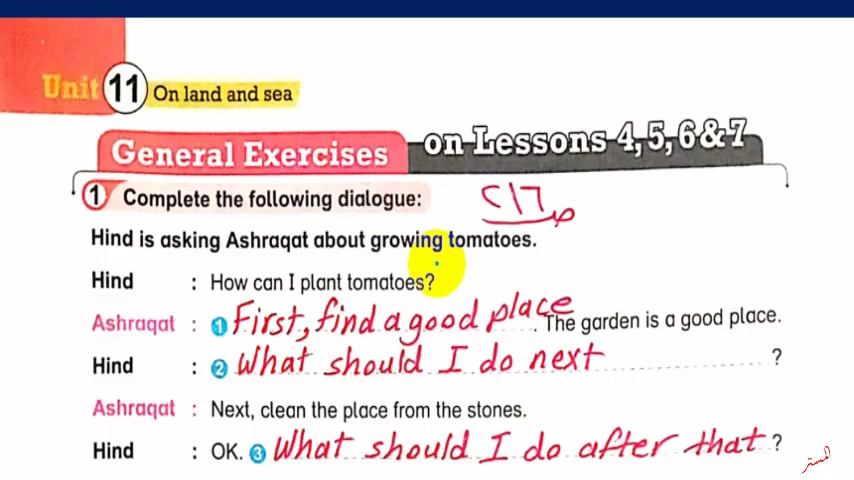 Unit 11 On land and sea
General Exercises on Lessons 4, 5, 6 & 7
1 Complete the following dialogue:
Hind is asking Ashraqat about growing tomatoes.
Hind : How can I plant tomatoes?
Ashraqat : 1 First, find a good place. The garden is a good place.
Hind : 2 What should I do next ?
Ashraqat : Next, clean the place from the stones.
Hind : OK. 3 What should I do after that ?